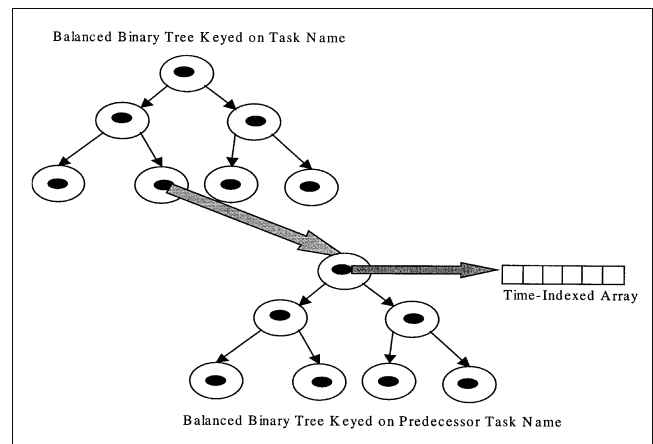 Balanced Binary Tree Keyed on Task Name
Time-Indexed Array
Balanced Binary Tree Keyed on Predecessor Task Name